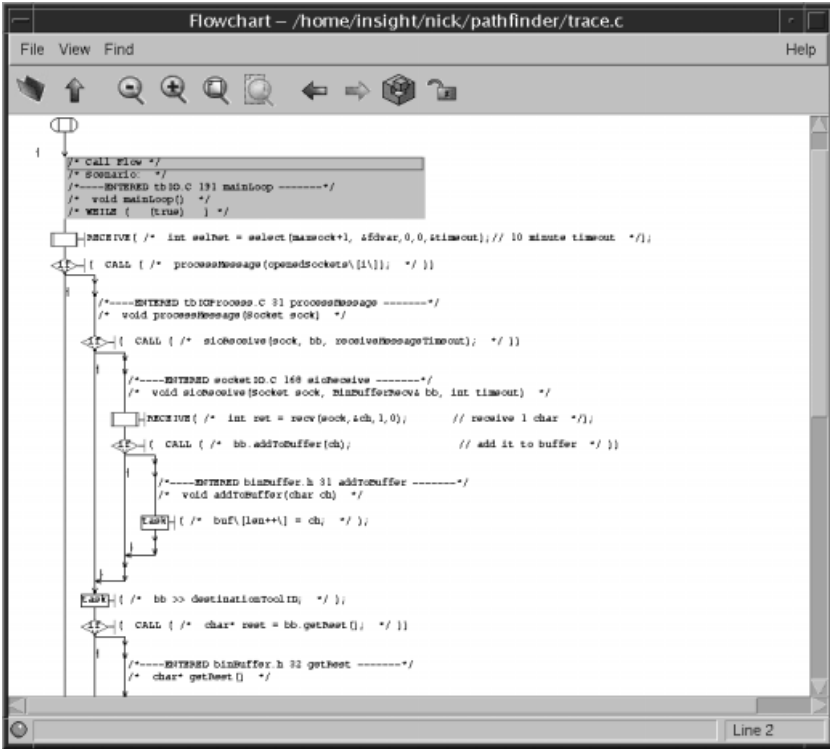 Flowchart – /home/insight/nick/pathfinder/trace.c
File View Find Help
{
/* Call Flow */
/* Scenario: */
/*----ENTERED tbIO.C 191 mainLoop -------*/
/* void mainLoop() */
/* WHILE ( (true) ) */
RECEIVE( /* int selRet = select(maxsock+1, &fdvar,0,0,&timeout);// 10 minute timeout */);
if ( CALL ( /* processMessage(openedSockets\[i\]); */ ))
{
/*----ENTERED tbIOProcess.C 31 processMessage -------*/
/* void processMessage(Socket sock) */
if ( CALL ( /* sioReceive(sock, bb, receiveMessageTimeout); */ ))
{
/*----ENTERED socketIO.C 168 sioReceive -------*/
/* void sioReceive(Socket sock, BinBufferRecv& bb, int timeout) */
RECEIVE( /* int ret = recv(sock,&ch,1,0); // receive 1 char */);
if ( CALL ( /* bb.addToBuffer(ch); // add it to buffer */ ))
{
/*----ENTERED binBuffer.h 31 addToBuffer -------*/
/* void addToBuffer(char ch) */
task ( /* buf\[len++\] = ch; */ );
}
}
task ( /* bb >> destinationToolID; */ );
if ( CALL ( /* char* rest = bb.getRest(); */ ))
{
/*----ENTERED binBuffer.h 32 getRest -------*/
/* char* getRest() */
Line 2